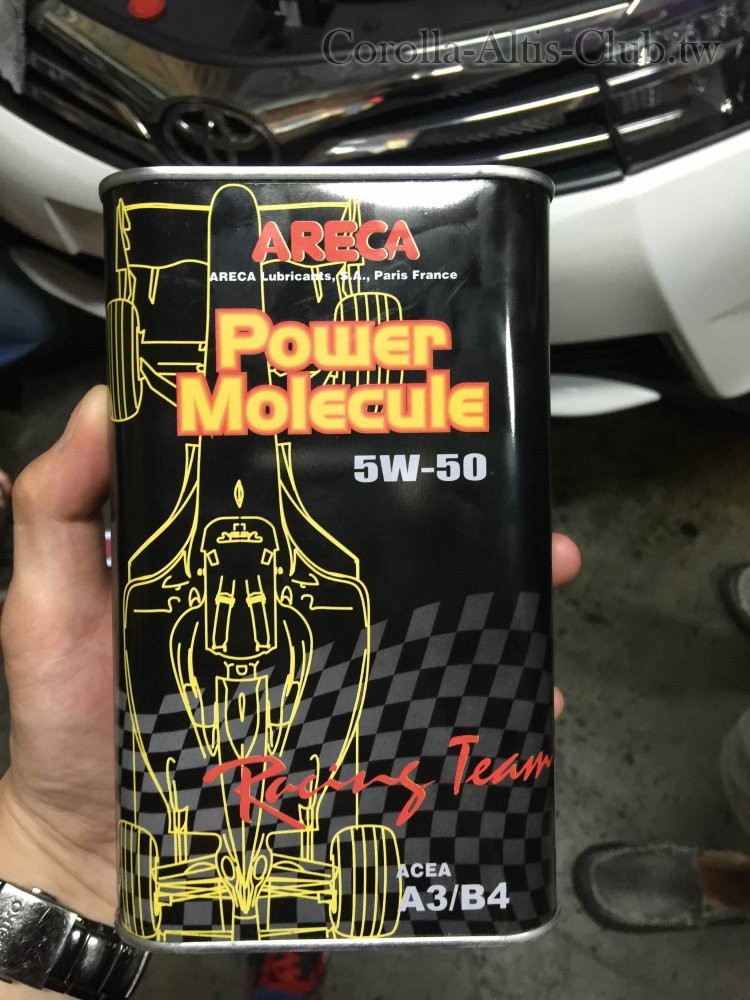 Corolla-Altis-Club.tw
ARECA
ARECA Lubricants, S.A., Paris France
Power
Molecule
5W-50
Racing Team
ACEA
A3/B4